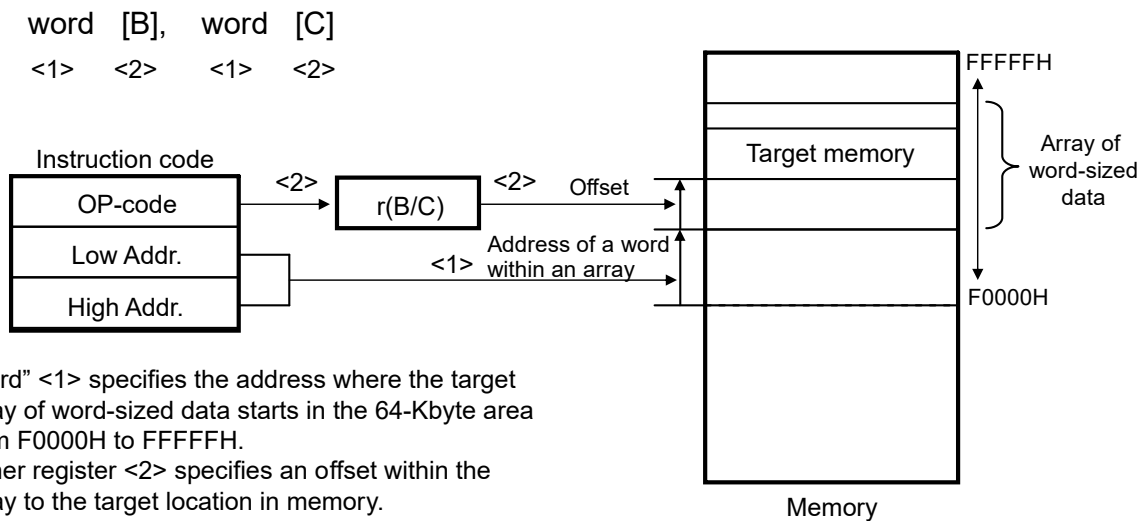 word [B], word [C]
<1> <2> <1> <2>
FFFFFH
Array of
word-sized
data
Target memory
Instruction code
<2>
<2>
Offset
OP-code
r(B/C)
Low Addr.
Address of a word
within an array
<1>
High Addr.
F0000H
rd” <1> specifies the address where the target
ay of word-sized data starts in the 64-Kbyte area
m F0000H to FFFFFH.
her register <2> specifies an offset within the
ay to the target location in memory.
Memory